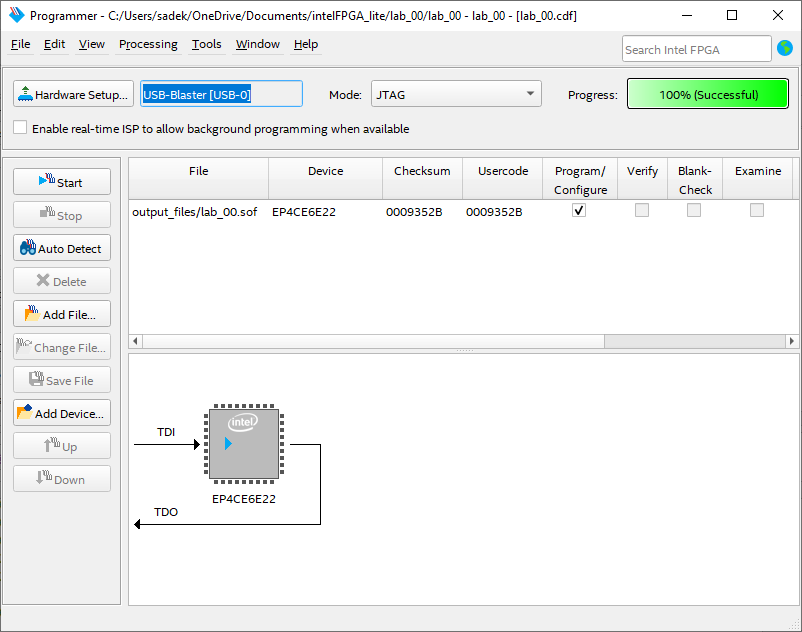 Programmer - C:/Users/sadek/OneDrive/Documents/intelFPGA_lite/lab_00/lab_00 - lab_00 - [lab_00.cdf]
File Edit View Processing Tools Window Help
Search Intel FPGA
Hardware Setup... USB-Blaster [USB-0] Mode: JTAG Progress: 100% (Successful)
Enable real-time ISP to allow background programming when available
Start
Stop
Auto Detect
Delete
Add File...
Change File...
Save File
Add Device...
Up
Down
File Device Checksum Usercode Program/ Verify Blank- Examine
Configure Check
output_files/lab_00.sof EP4CE6E22 0009352B 0009352B
intel
TDI
EP4CE6E22
TDO